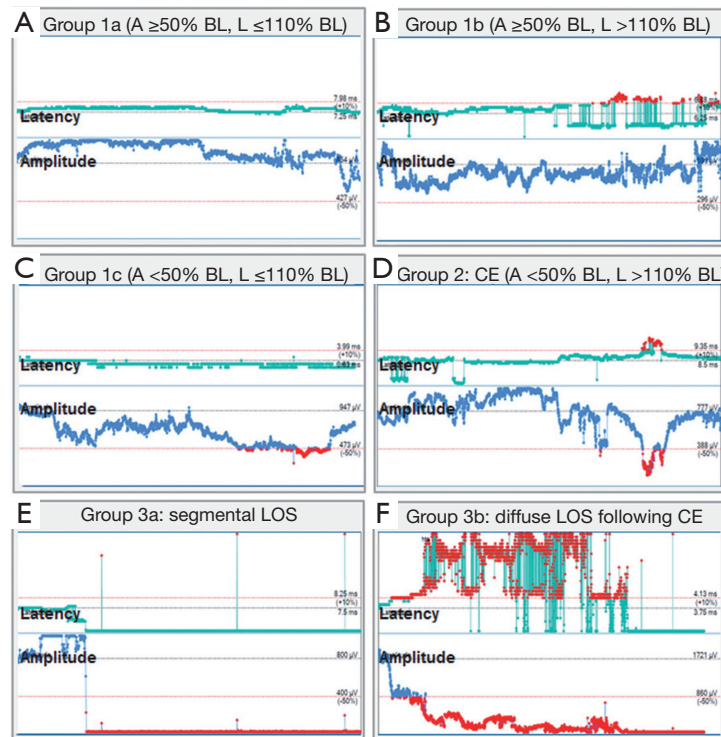 A Group 1a (A ≥50% BL, L ≤110% BL)
7.98 ms
(+10%)
Latency
7.25 ms
Amplitude
427 µV
(-50%)
B Group 1b (A ≥50% BL, L >110% BL)
(+10%)
Latency
6.25 ms
Amplitude
296 µV
(-50%)
C Group 1c (A <50% BL, L ≤110% BL)
3.99 ms
(+10%)
Latency
Amplitude
947 µV
473 µV
(-50%)
D Group 2: CE (A <50% BL, L >110% BL)
9.35 ms
(+10%)
Latency
8.5 ms
Amplitude
777 µV
388 µV
(-50%)
E Group 3a: segmental LOS
8.25 ms
(+10%)
Latency
7.5 ms
Amplitude
800 µV
400 µV
(-50%)
F Group 3b: diffuse LOS following CE
4.13 ms
(+10%)
Latency
3.75 ms
Amplitude
1721 µV
860 µV
(-50%)